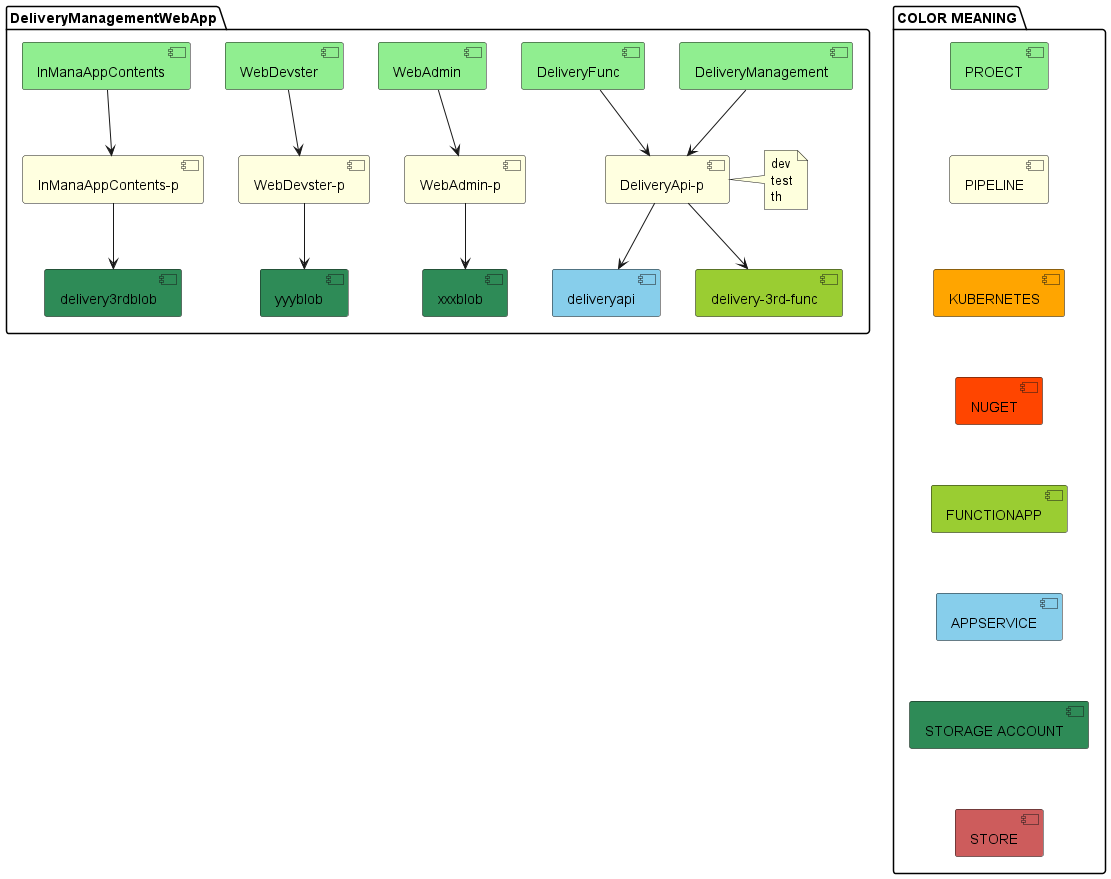 DeliveryManagementWebApp
InManaAppContents
WebDevster
WebAdmin
DeliveryFunc
DeliveryManagement
InManaAppContents-p
WebDevster-p
WebAdmin-p
DeliveryApi-p
dev
test
th
delivery3rdblob
yyyblob
xxxblob
deliveryapi
delivery-3rd-func
COLOR MEANING
PROECT
PIPELINE
KUBERNETES
NUGET
FUNCTIONAPP
APPSERVICE
STORAGE ACCOUNT
STORE